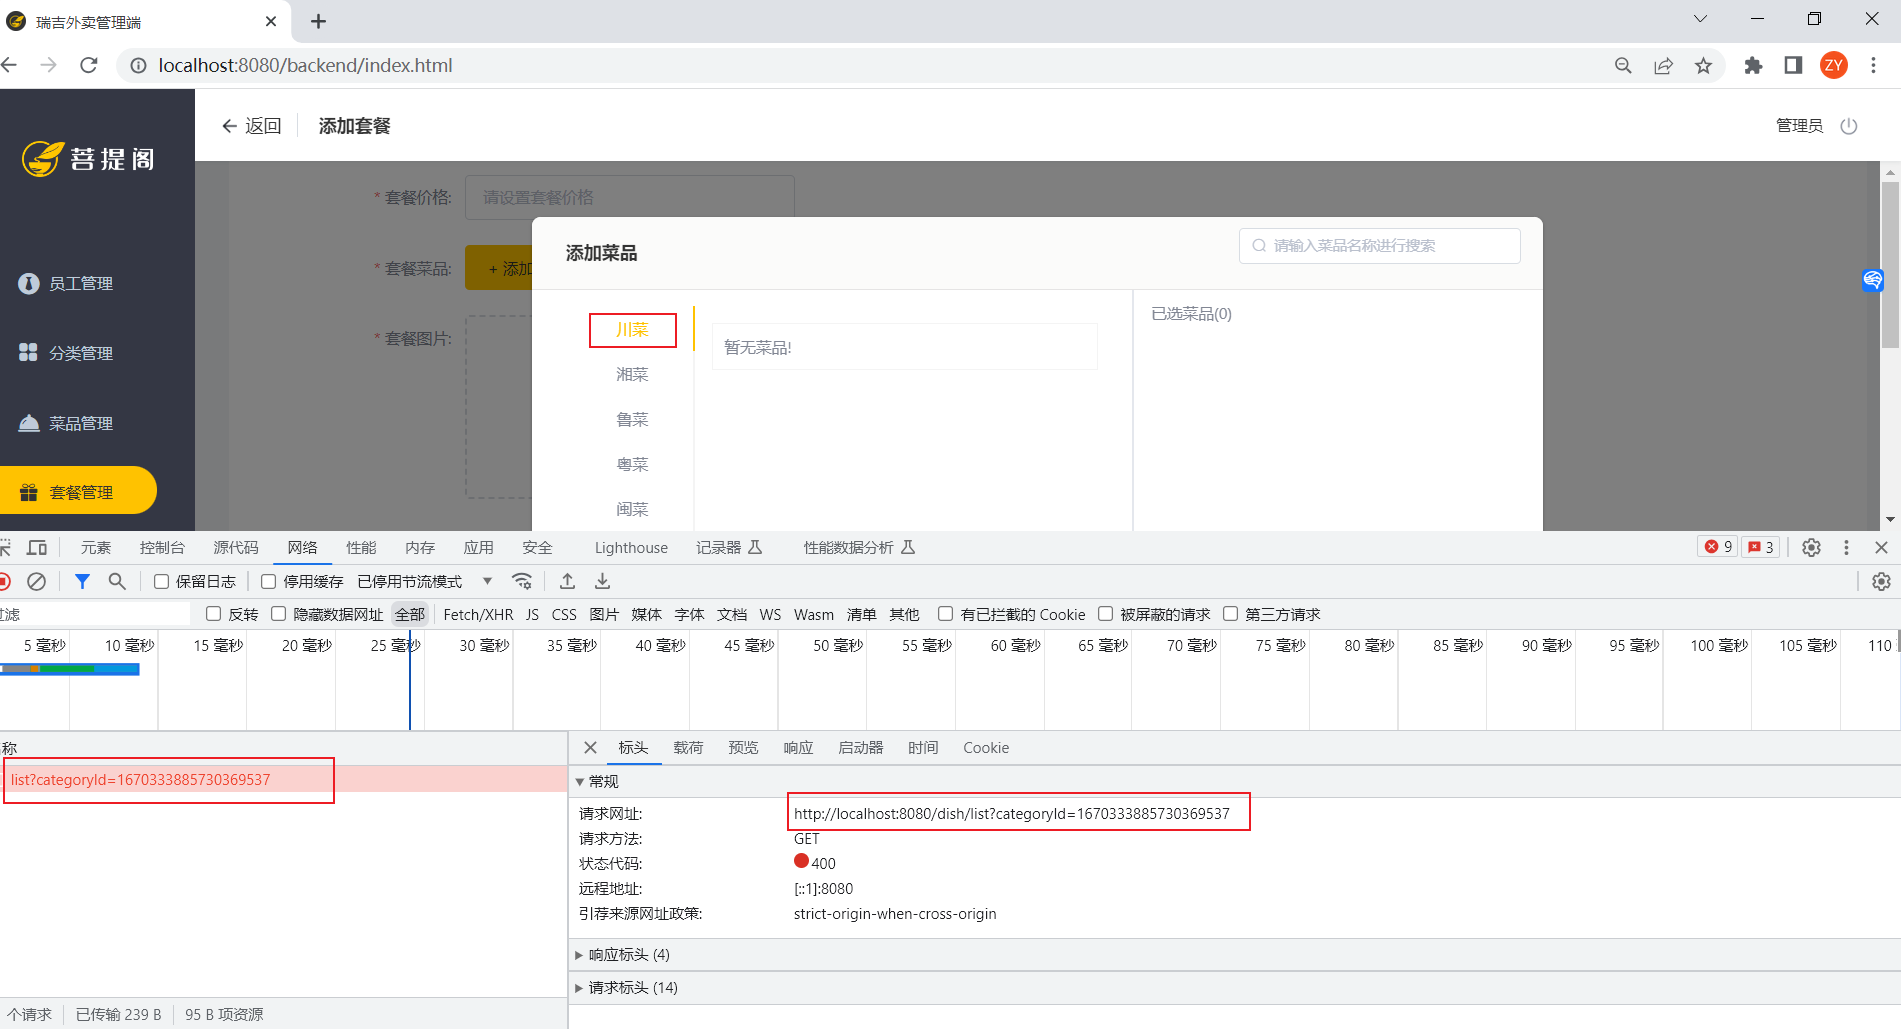 瑞吉外卖管理端
localhost:8080/backend/index.html
ZY
菩提阁
返回
添加套餐
管理员
员工管理
分类管理
菜品管理
套餐管理
* 套餐价格:
请设置套餐价格
* 套餐菜品:
+ 添加
* 套餐图片:
添加菜品
请输入菜品名称进行搜索
川菜
湘菜
鲁菜
粤菜
闽菜
暂无菜品!
已选菜品(0)
元素 控制台 源代码 网络 性能 内存 应用 安全 Lighthouse 记录器 性能数据分析 9 3
保留日志 停用缓存 已停用节流模式
过滤 反转 隐藏数据网址 全部 Fetch/XHR JS CSS 图片 媒体 字体 文档 WS Wasm 清单 其他 有已拦截的 Cookie 被屏蔽的请求 第三方请求
5 毫秒 10 毫秒 15 毫秒 20 毫秒 25 毫秒 30 毫秒 35 毫秒 40 毫秒 45 毫秒 50 毫秒 55 毫秒 60 毫秒 65 毫秒 70 毫秒 75 毫秒 80 毫秒 85 毫秒 90 毫秒 95 毫秒 100 毫秒 105 毫秒 110
称
list?categoryId=1670333885730369537
标头 载荷 预览 响应 启动器 时间 Cookie
常规
请求网址: http://localhost:8080/dish/list?categoryId=1670333885730369537
请求方法: GET
状态代码: 400
远程地址: [::1]:8080
引荐来源网址政策: strict-origin-when-cross-origin
响应标头 (4)
请求标头 (14)
个请求 已传输 239 B 95 B 项资源